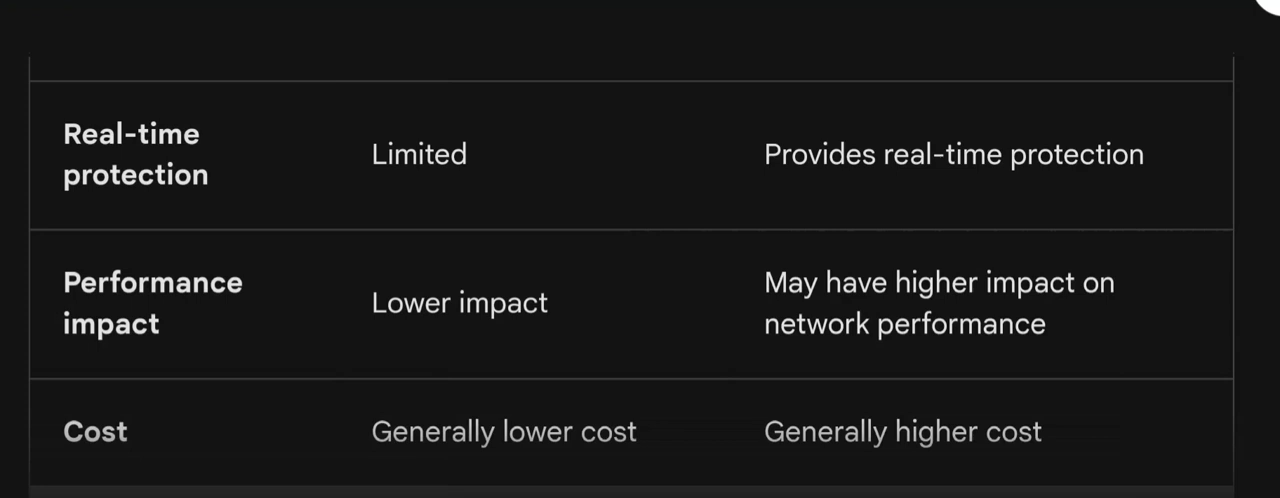 Real-time
protection
Limited
Provides real-time protection
Performance
impact
Lower impact
May have higher impact on
network performance
Cost
Generally lower cost
Generally higher cost